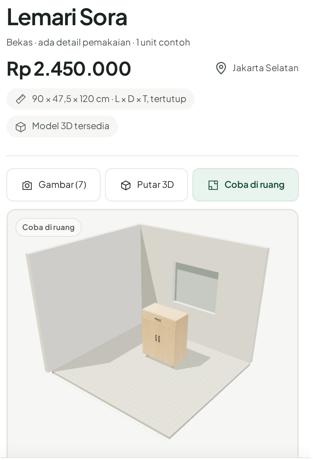 Lemari Sora
Bekas · ada detail pemakaian · 1 unit contoh
Rp 2.450.000
Jakarta Selatan
90 × 47,5 × 120 cm · L × D × T, tertutup
Model 3D tersedia
Gambar (7)
Putar 3D
Coba di ruang
Coba di ruang